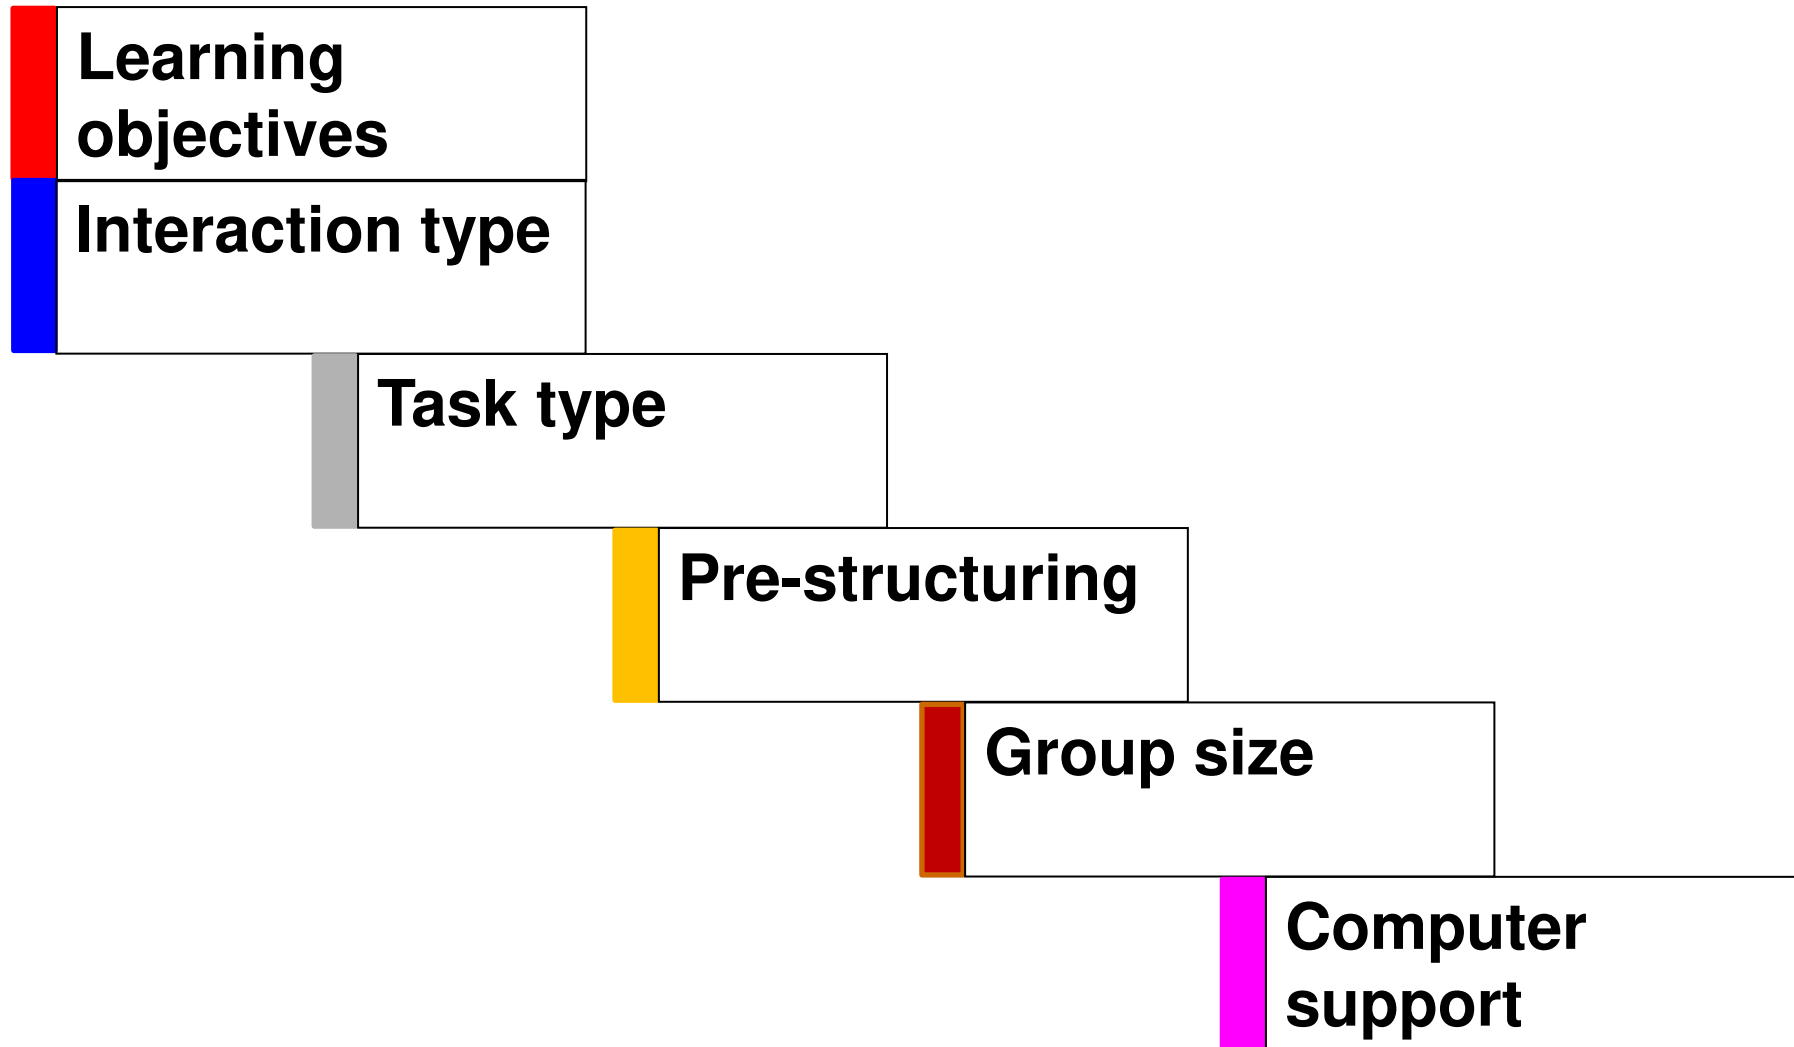 Learning
objectives
Interaction type
Task type
Pre-structuring
Group size
Computer
support